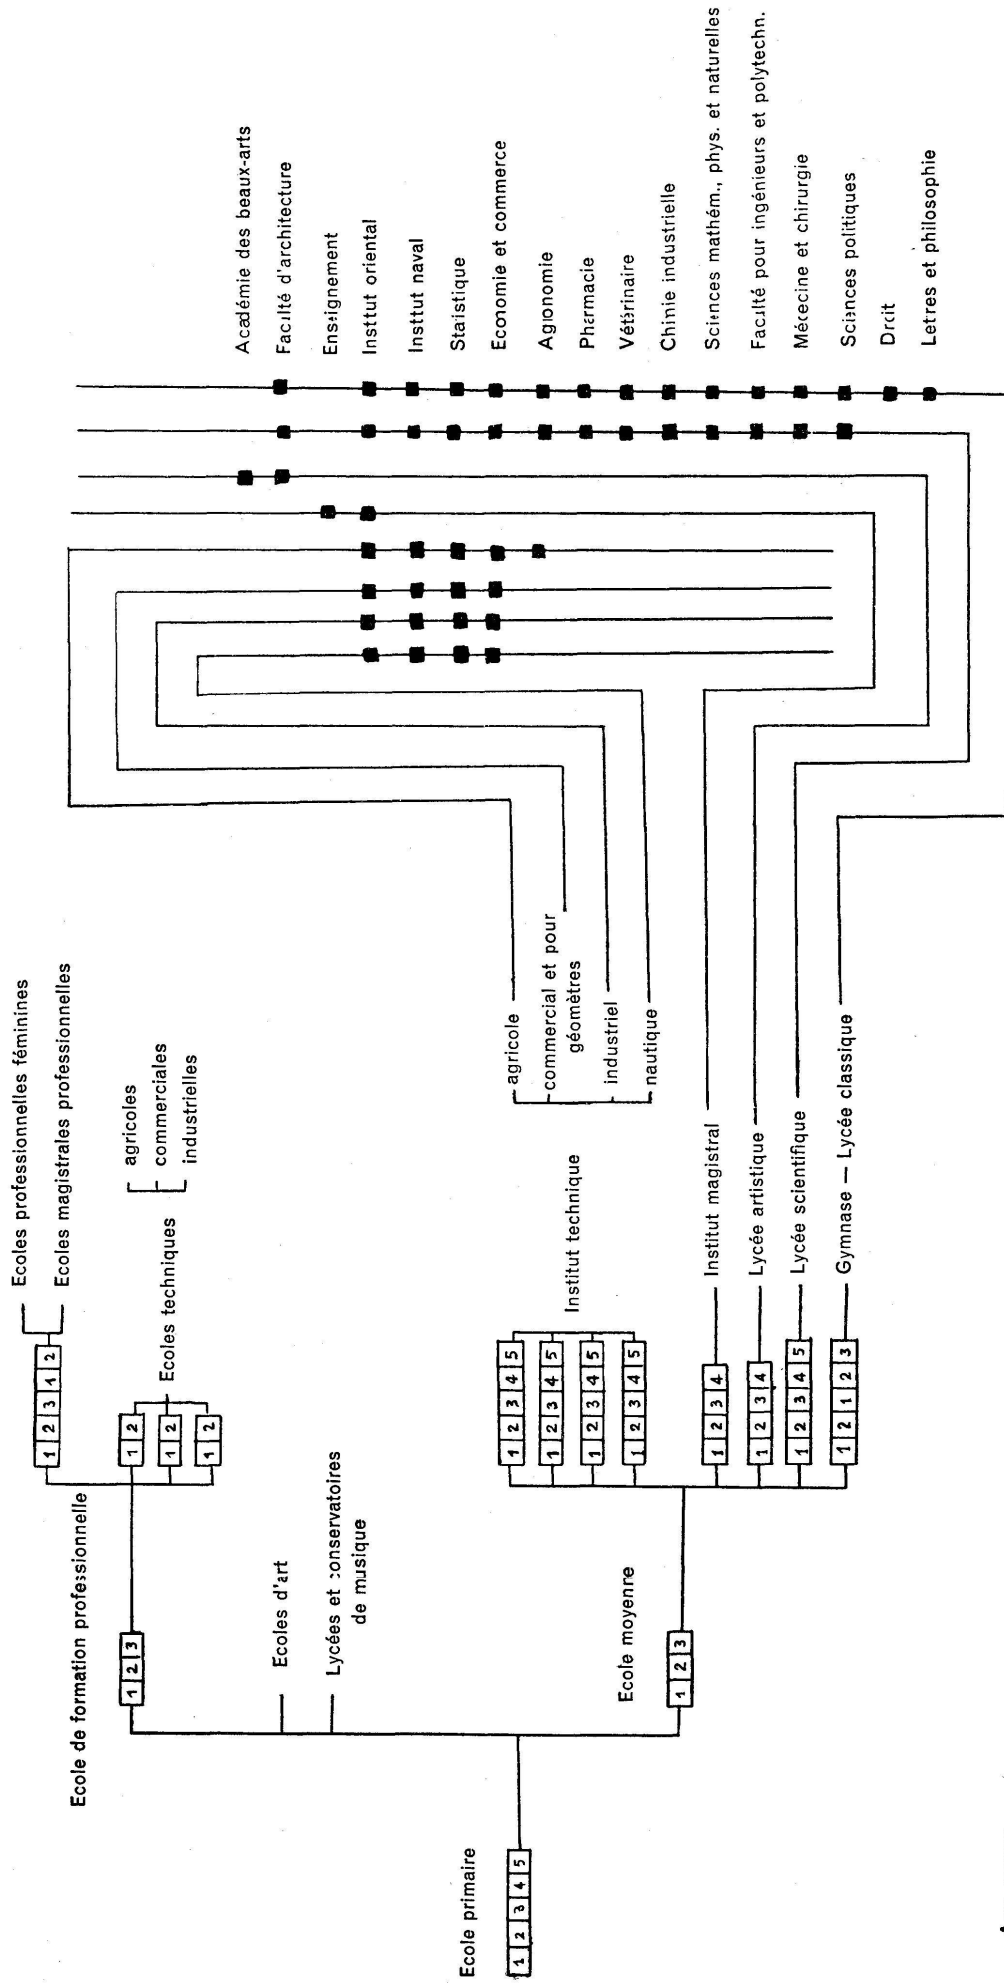 Ecole primaire
1 2 3 4 5
Ecole de formation professionnelle
1 2 3
Ecoles d'art
Lycées et conservatoires
de musique
Ecole moyenne
1 2 3
1 2 3 1 2
Ecoles professionnelles féminines
Ecoles magistrales professionnelles
1 2
1 2
1 2
Ecoles techniques
agricoles
commerciales
industrielles
1 2 3 4 5
1 2 3 4 5
1 2 3 4 5
1 2 3 4 5
Institut technique
agricole
commercial et pour
géomètres
industriel
nautique
1 2 3 4
Institut magistral
1 2 3 4
Lycée artistique
1 2 3 4 5
Lycée scientifique
1 2 1 2 3
Gymnase — Lycée classique
Académie des beaux-arts
Faculté d'architecture
Enseignement
Institut oriental
Institut naval
Statistique
Economie et commerce
Agronomie
Pharmacie
Vétérinaire
Chimie industrielle
Sciences mathém., phys. et naturelles
Faculté pour ingénieurs et polytechn.
Médecine et chirurgie
Sciences politiques
Droit
Lettres et philosophie